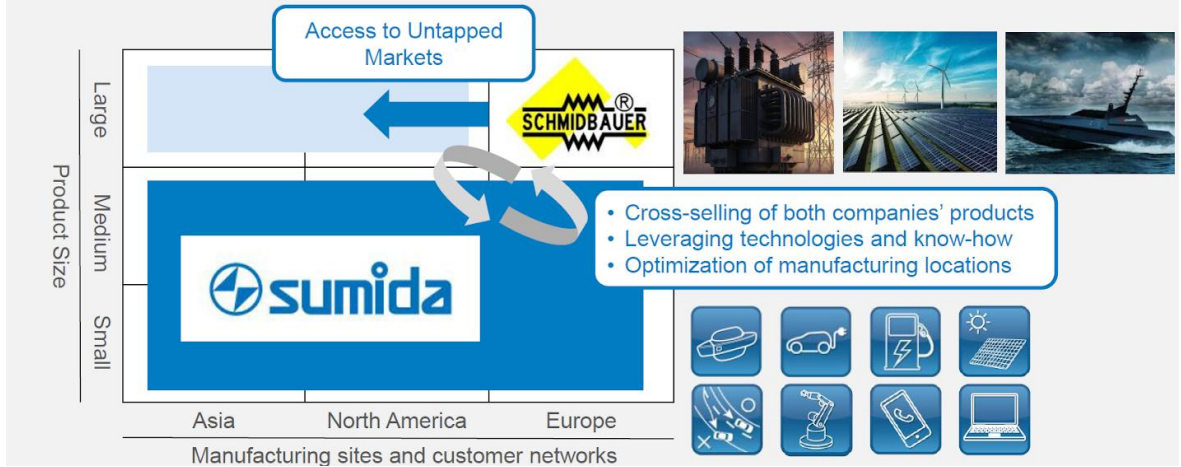 Access to Untapped
Markets
SCHMIDBAUER®
sumida
• Cross-selling of both companies’ products
• Leveraging technologies and know-how
• Optimization of manufacturing locations
Product Size
Large
Medium
Small
Asia
North America
Europe
Manufacturing sites and customer networks